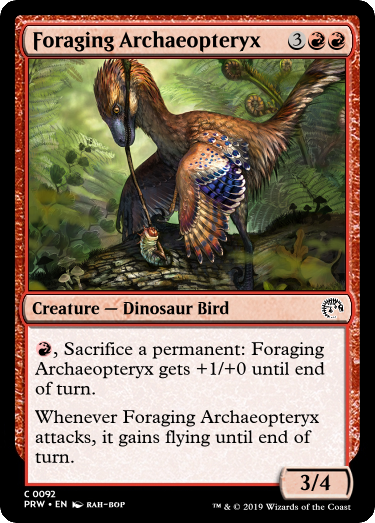 Foraging Archaeopteryx 3
, Sacrifice a permanent: Foraging
Archaeopteryx gets +1/+0 until end
of turn.
Whenever Foraging Archaeopteryx
attacks, it gains flying until end of
turn.
Creature — Dinosaur Bird
3/4
C 0092
PRW • EN RAH-BOP
™ & © 2019 Wizards of the Coast